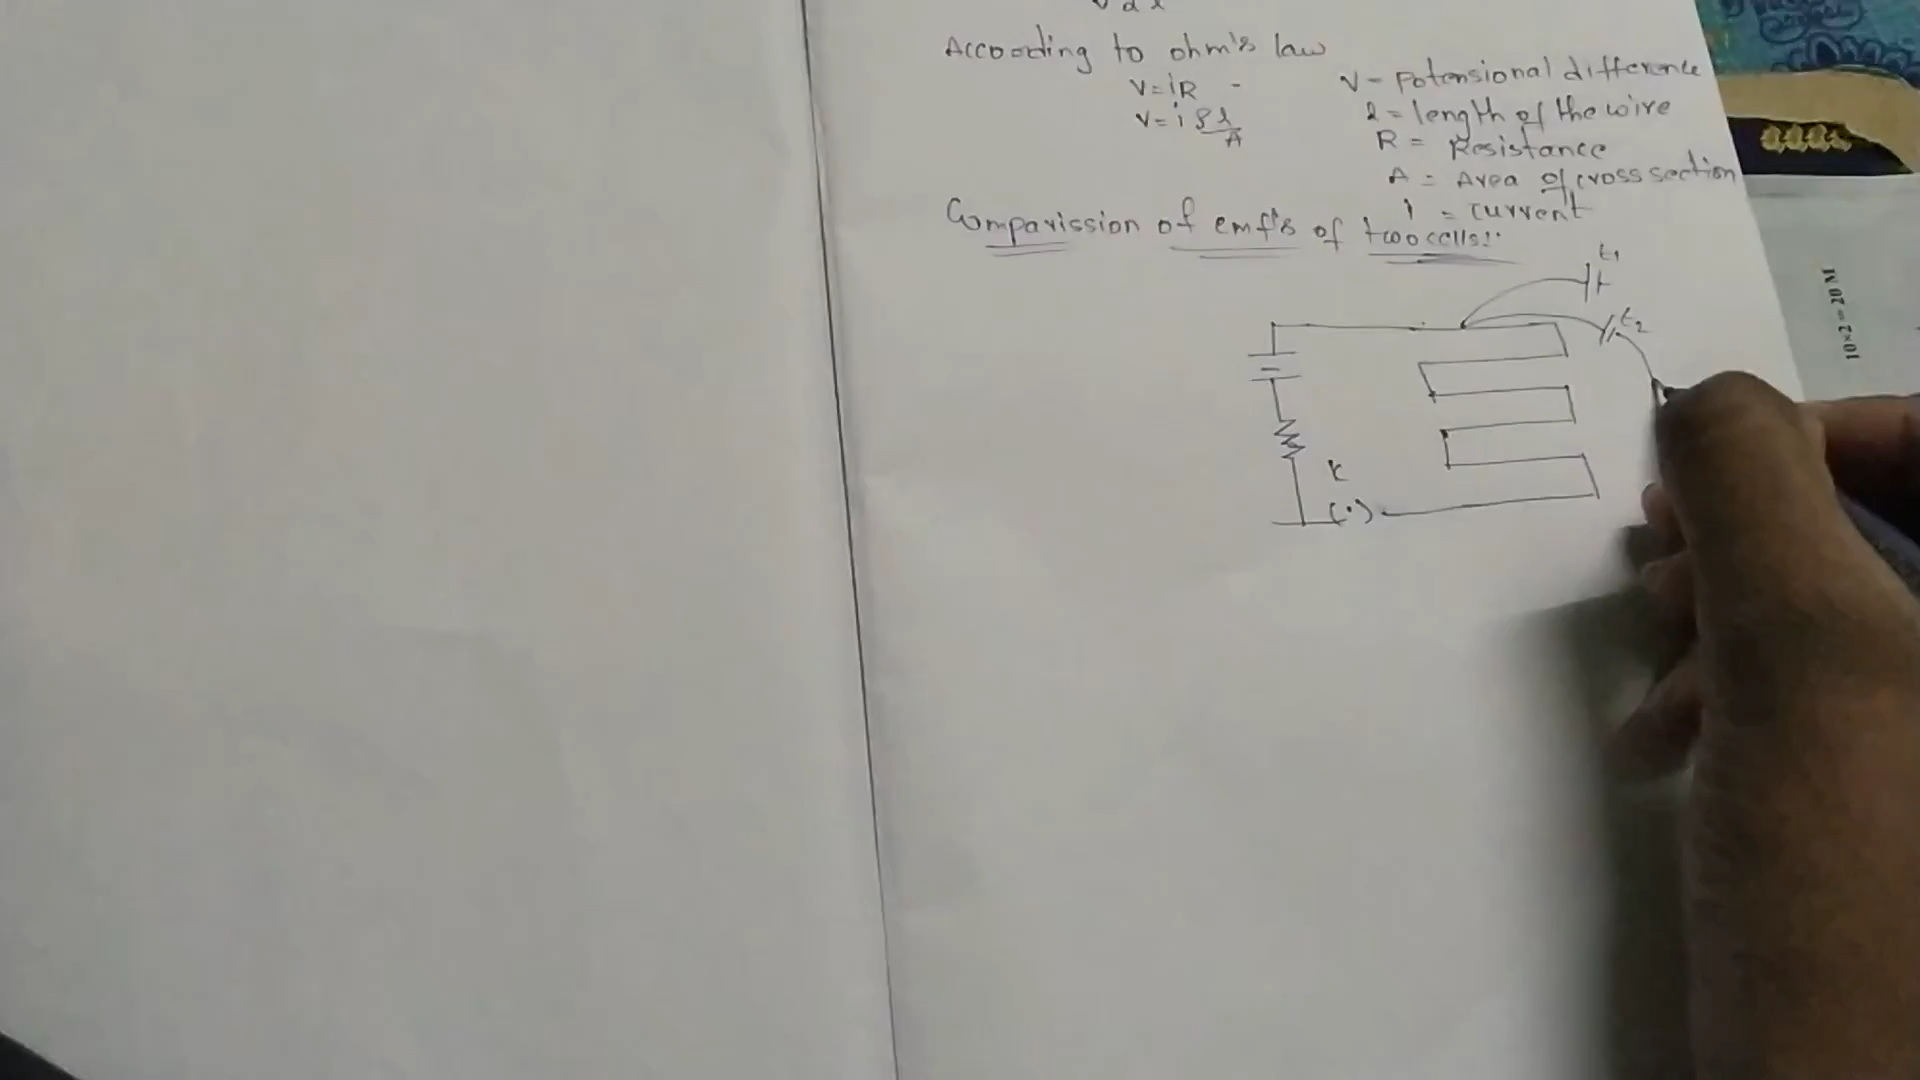 V α l
According to ohm's law
V = iR -
V = i ρl/A
V - potensional difference
l = length of the wire
R = Resistance
A = Area of cross section
i = current
Comparission of emf's of two cells:
E1
E2
K
(.)
10×2=20 M